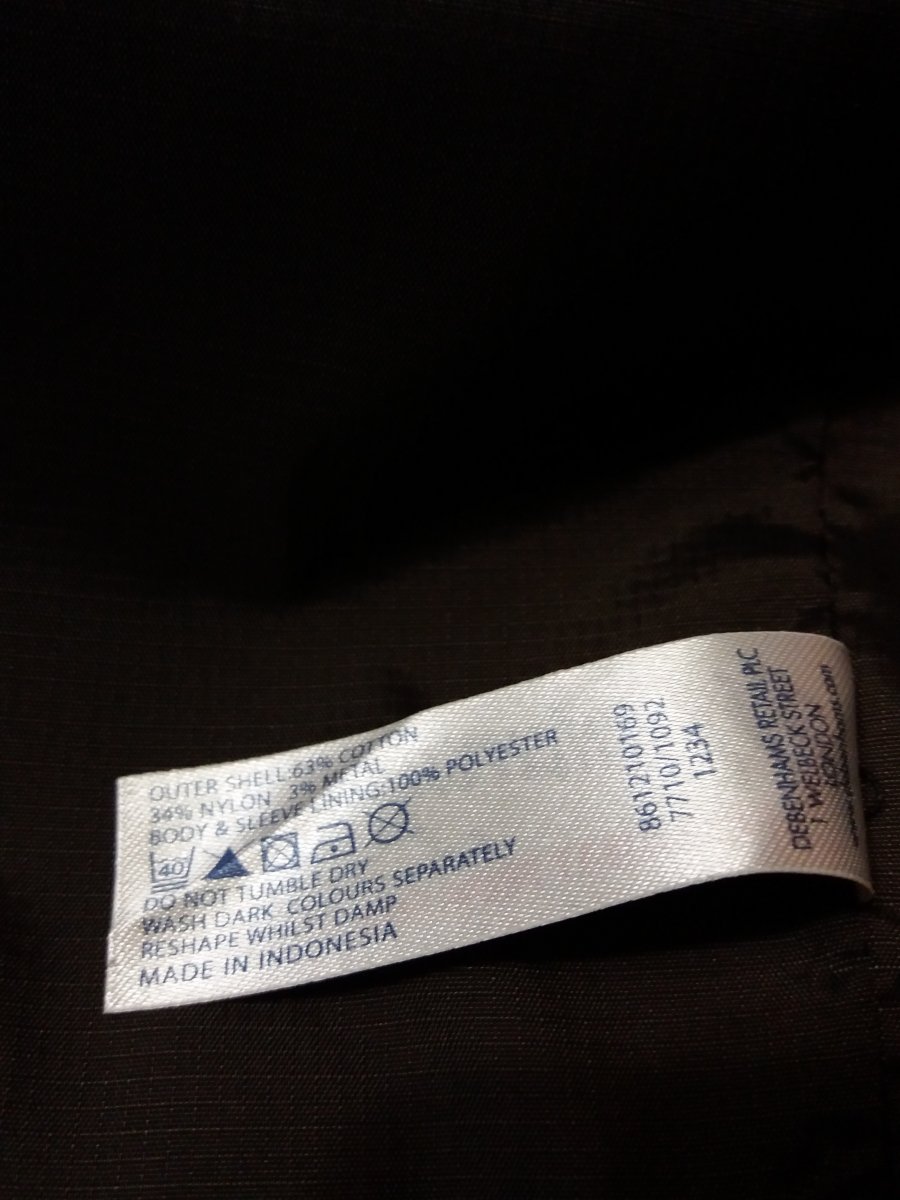 OUTER SHELL:63% COTTON
34% NYLON 3% METAL
BODY & SLEEVE LINING:100% POLYESTER
40
DO NOT TUMBLE DRY
WASH DARK COLOURS SEPARATELY
RESHAPE WHILST DAMP
MADE IN INDONESIA
861210169
7710/1092
1234
DEBENHAMS RETAIL PLC
1 WELBECK STREET
LONDON